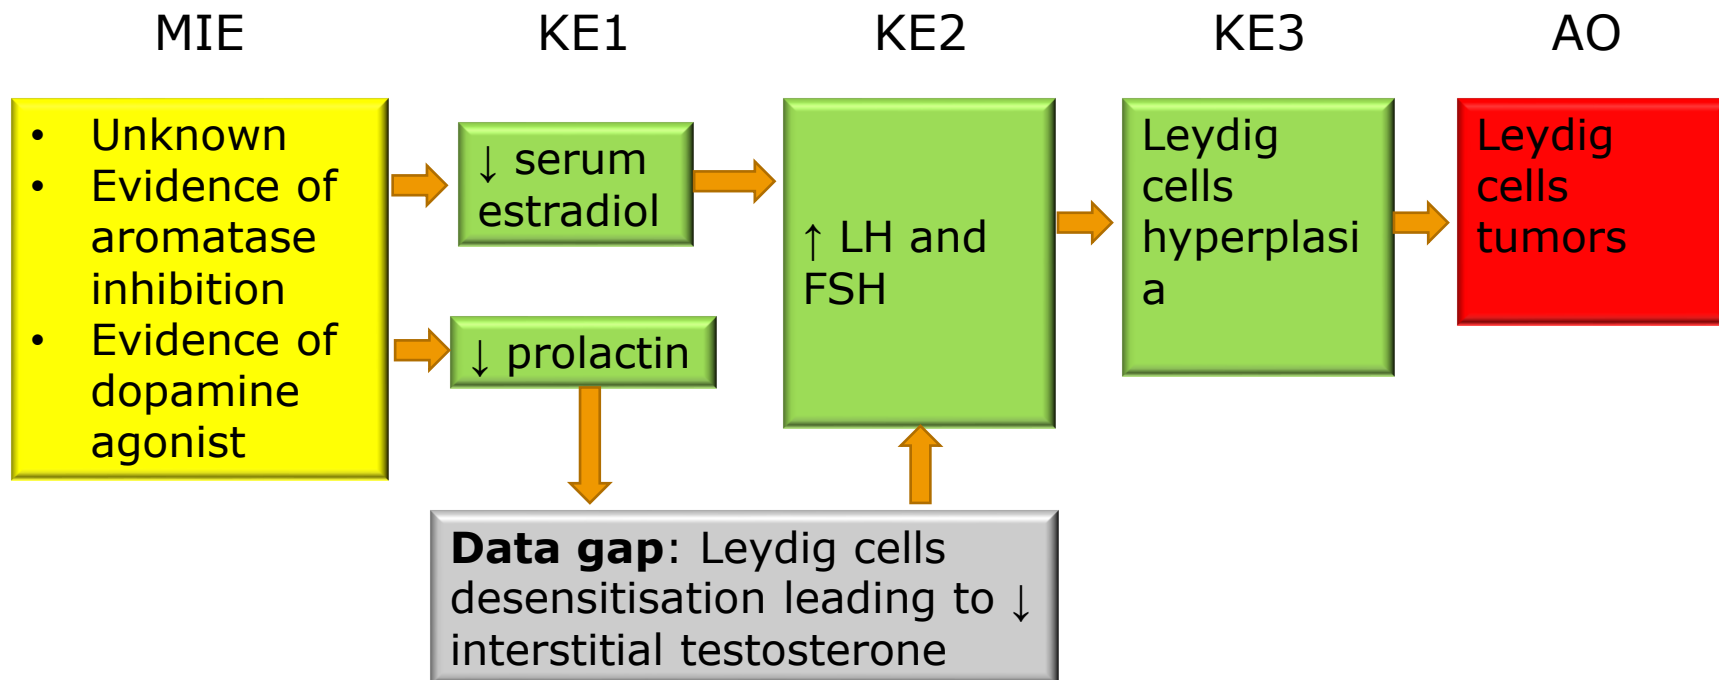 MIE KE1 KE2 KE3 AO
• Unknown
• Evidence of
aromatase
inhibition
• Evidence of
dopamine
agonist
↓ serum
estradiol
↓ prolactin
↑ LH and
FSH
Leydig
cells
hyperplasi
a
Leydig
cells
tumors
Data gap: Leydig cells
desensitisation leading to ↓
interstitial testosterone